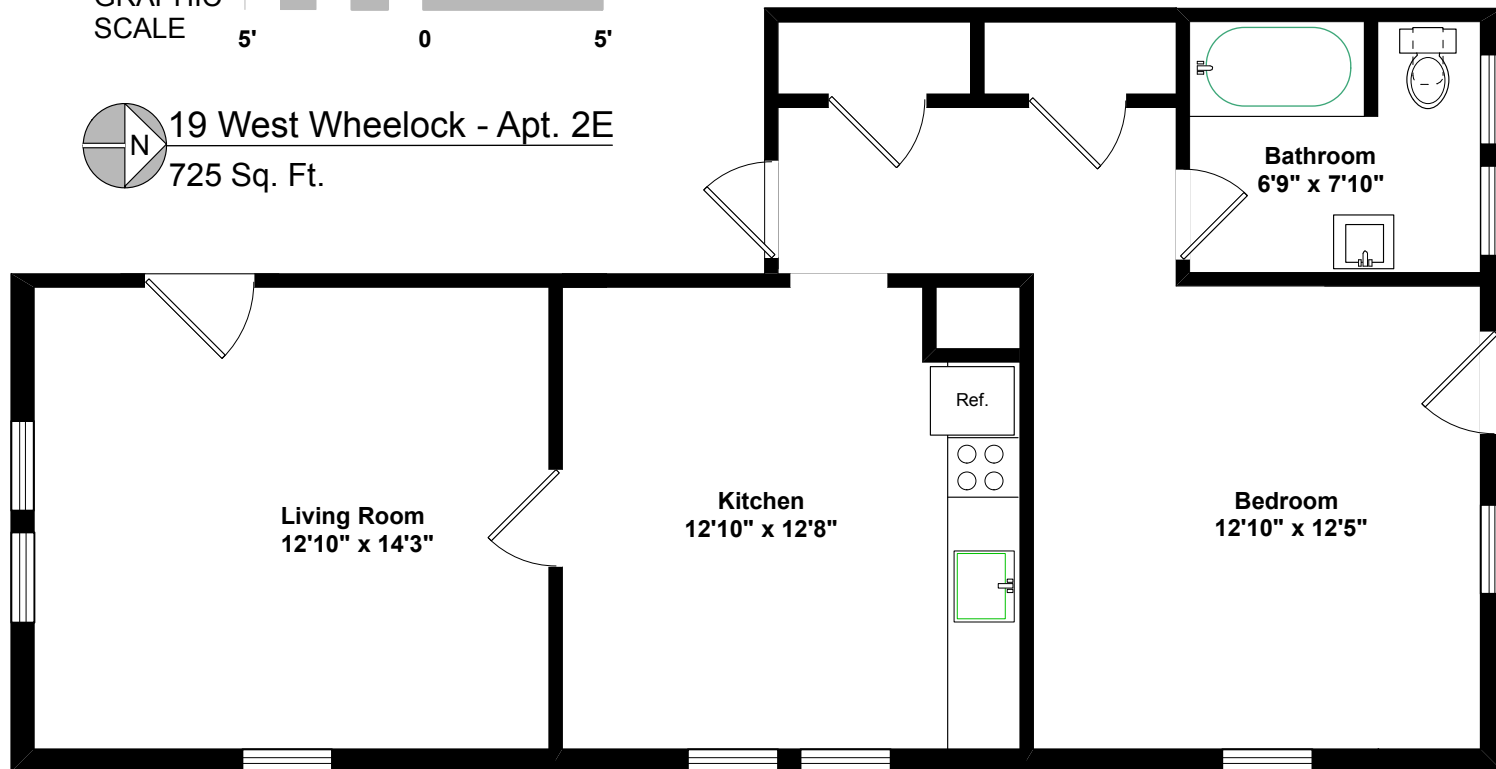 GRAPHIC
SCALE
5' 0 5'
N
19 West Wheelock - Apt. 2E
725 Sq. Ft.
Bathroom
6'9" x 7'10"
Ref.
Living Room
12'10" x 14'3"
Kitchen
12'10" x 12'8"
Bedroom
12'10" x 12'5"